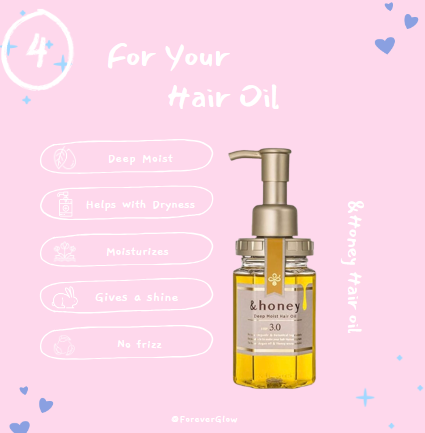 4
For Your
Hair Oil
Deep Moist
Helps with Dryness
Moisturizes
Gives a shine
No frizz
&honey
Deep Moist Hair Oil
3.0
&Honey Hair oil
@ForeverGlow